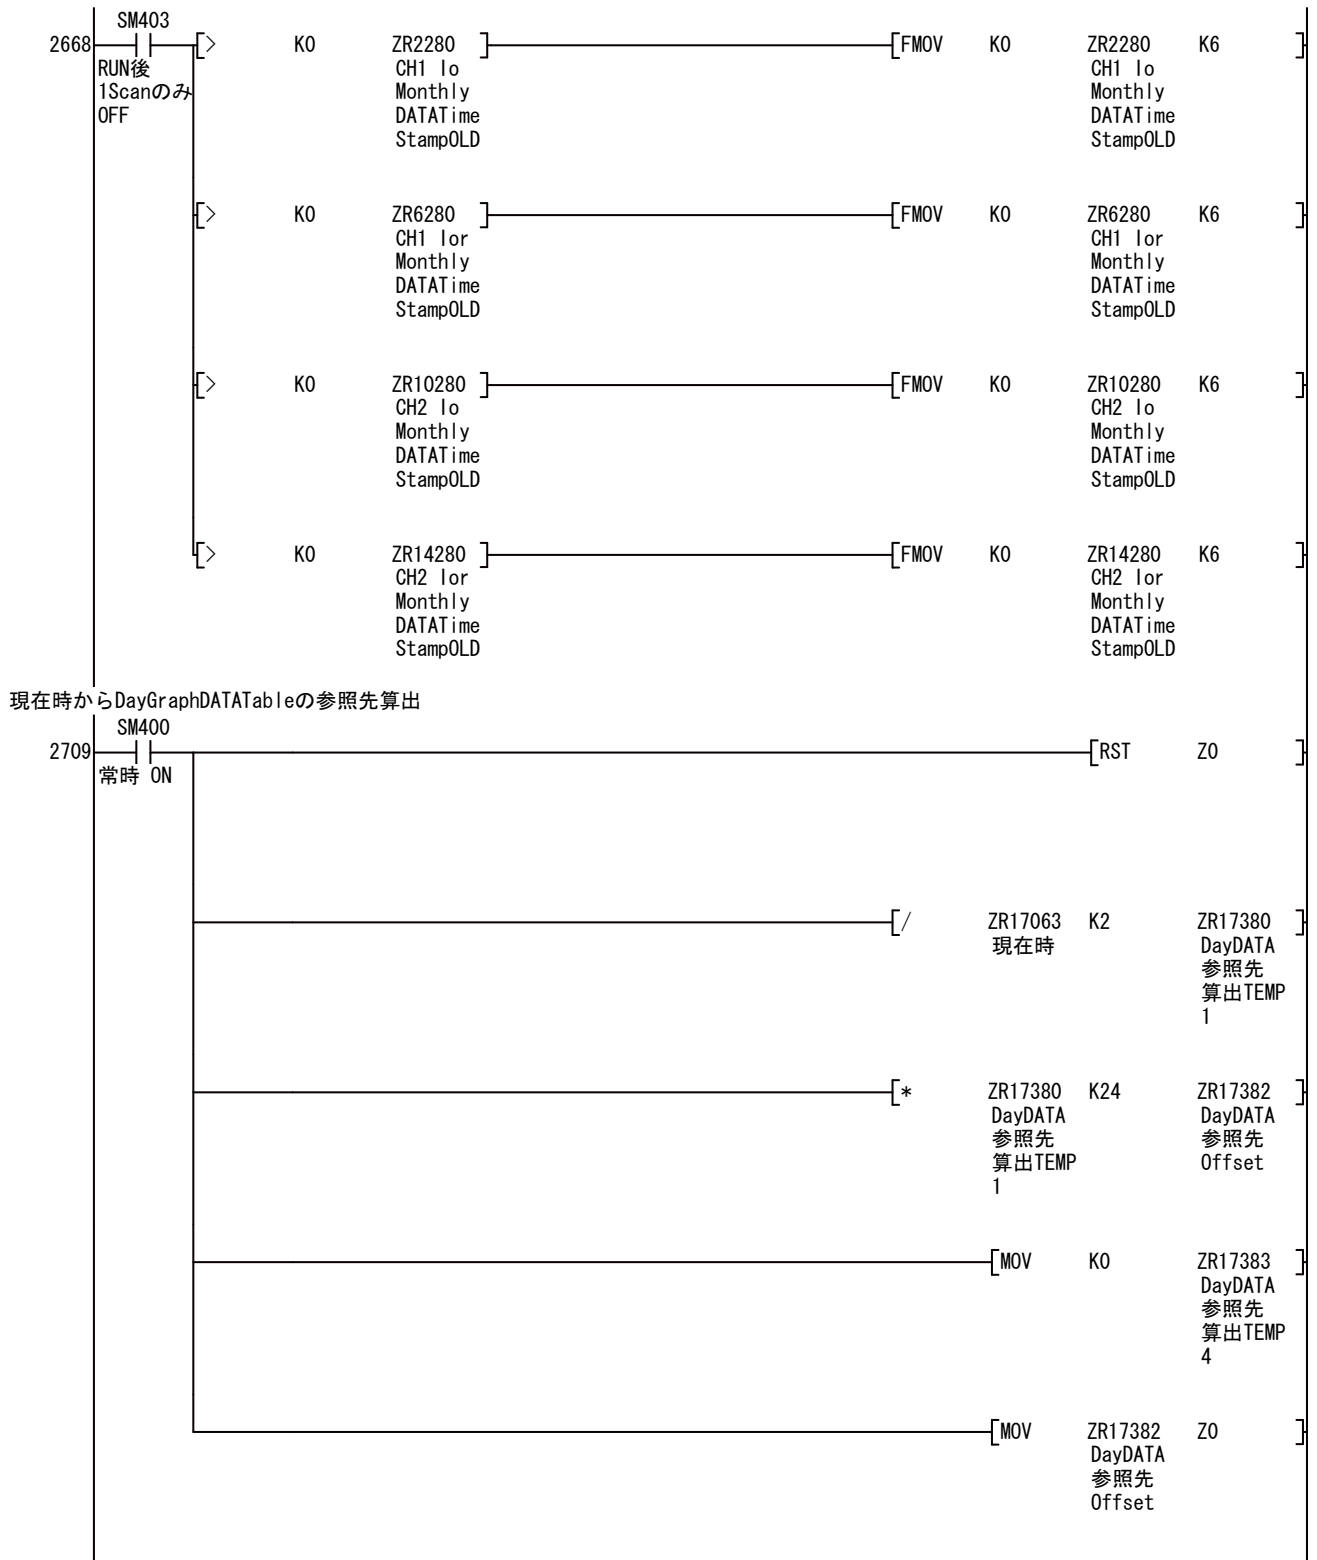 SM403
2668 > K0 ZR2280 FMOV K0 ZR2280 K6
RUN後 CH1 Io CH1 Io
1Scanのみ Monthly Monthly
OFF DATATime DATATime
StampOLD StampOLD
> K0 ZR6280 FMOV K0 ZR6280 K6
CH1 Ior CH1 Ior
Monthly Monthly
DATATime DATATime
StampOLD StampOLD
> K0 ZR10280 FMOV K0 ZR10280 K6
CH2 Io CH2 Io
Monthly Monthly
DATATime DATATime
StampOLD StampOLD
> K0 ZR14280 FMOV K0 ZR14280 K6
CH2 Ior CH2 Ior
Monthly Monthly
DATATime DATATime
StampOLD StampOLD
現在時からDayGraphDATATableの参照先算出
SM400
2709 RST Z0
常時 ON
/ ZR17063 K2 ZR17380
現在時 DayDATA
参照先
算出TEMP
1
* ZR17380 K24 ZR17382
DayDATA DayDATA
参照先 参照先
算出TEMP Offset
1
MOV K0 ZR17383
DayDATA
参照先
算出TEMP
4
MOV ZR17382 Z0
DayDATA
参照先
Offset